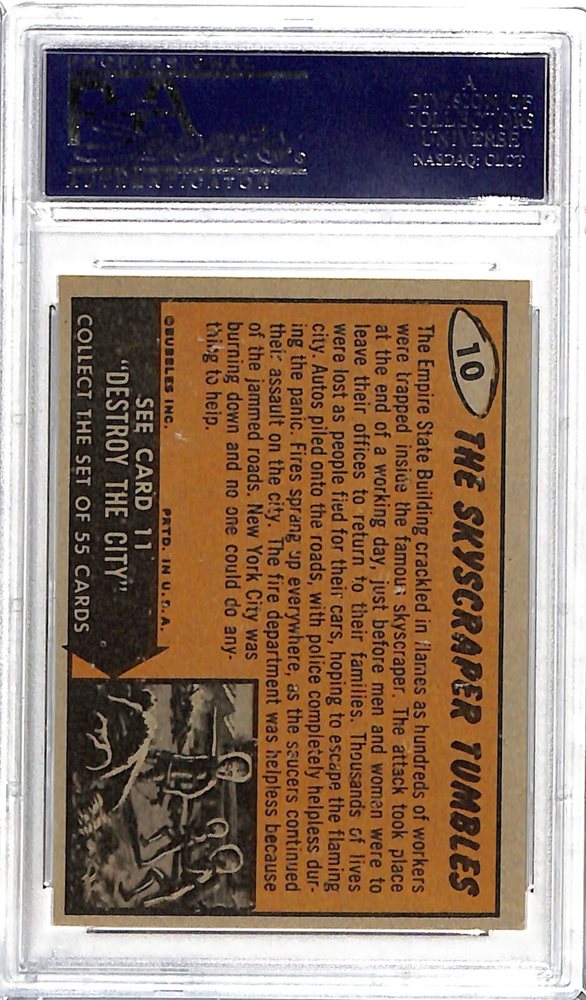 PROFESSIONAL
PSA
AUTHENTICATION
A
DIVISION OF
COLLECTORS
UNIVERSE
NASDAQ: CLCT
10
THE SKYSCRAPER TUMBLES
The Empire State Building crackled in flames as hundreds of workers
were trapped inside the famous skyscraper. The attack took place
at the end of a working day, just before men and women were to
leave their offices to return to their families. Thousands of lives
were lost as people fled for their cars, hoping to escape the flaming
city. Autos piled onto the roads, with police completely helpless dur-
ing the panic. Fires sprang up everywhere, as the saucers continued
their assault on the city. The fire department was helpless because
of the jammed roads. New York City was
burning down and no one could do any-
thing to help.
©BUBBLES INC. PRTD. IN U.S.A.
SEE CARD 11
"DESTROY THE CITY"
COLLECT THE SET OF 55 CARDS